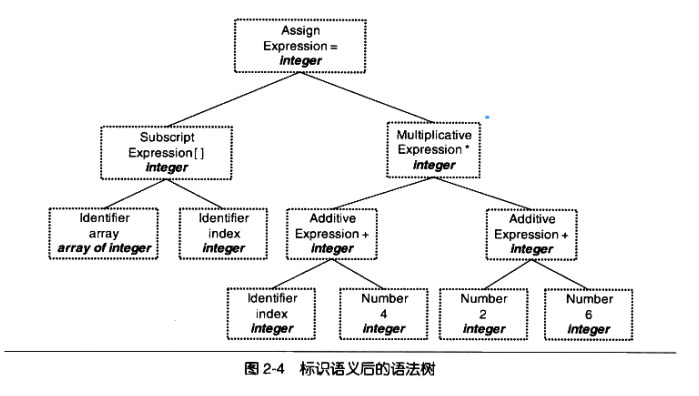 Assign
Expression =
integer
Subscript
Expression[ ]
integer
Multiplicative
Expression *
integer
Identifier
array
array of integer
Identifier
index
integer
Additive
Expression +
integer
Additive
Expression +
integer
Identifier
index
integer
Number
4
integer
Number
2
integer
Number
6
integer
图 2-4 标识语义后的语法树